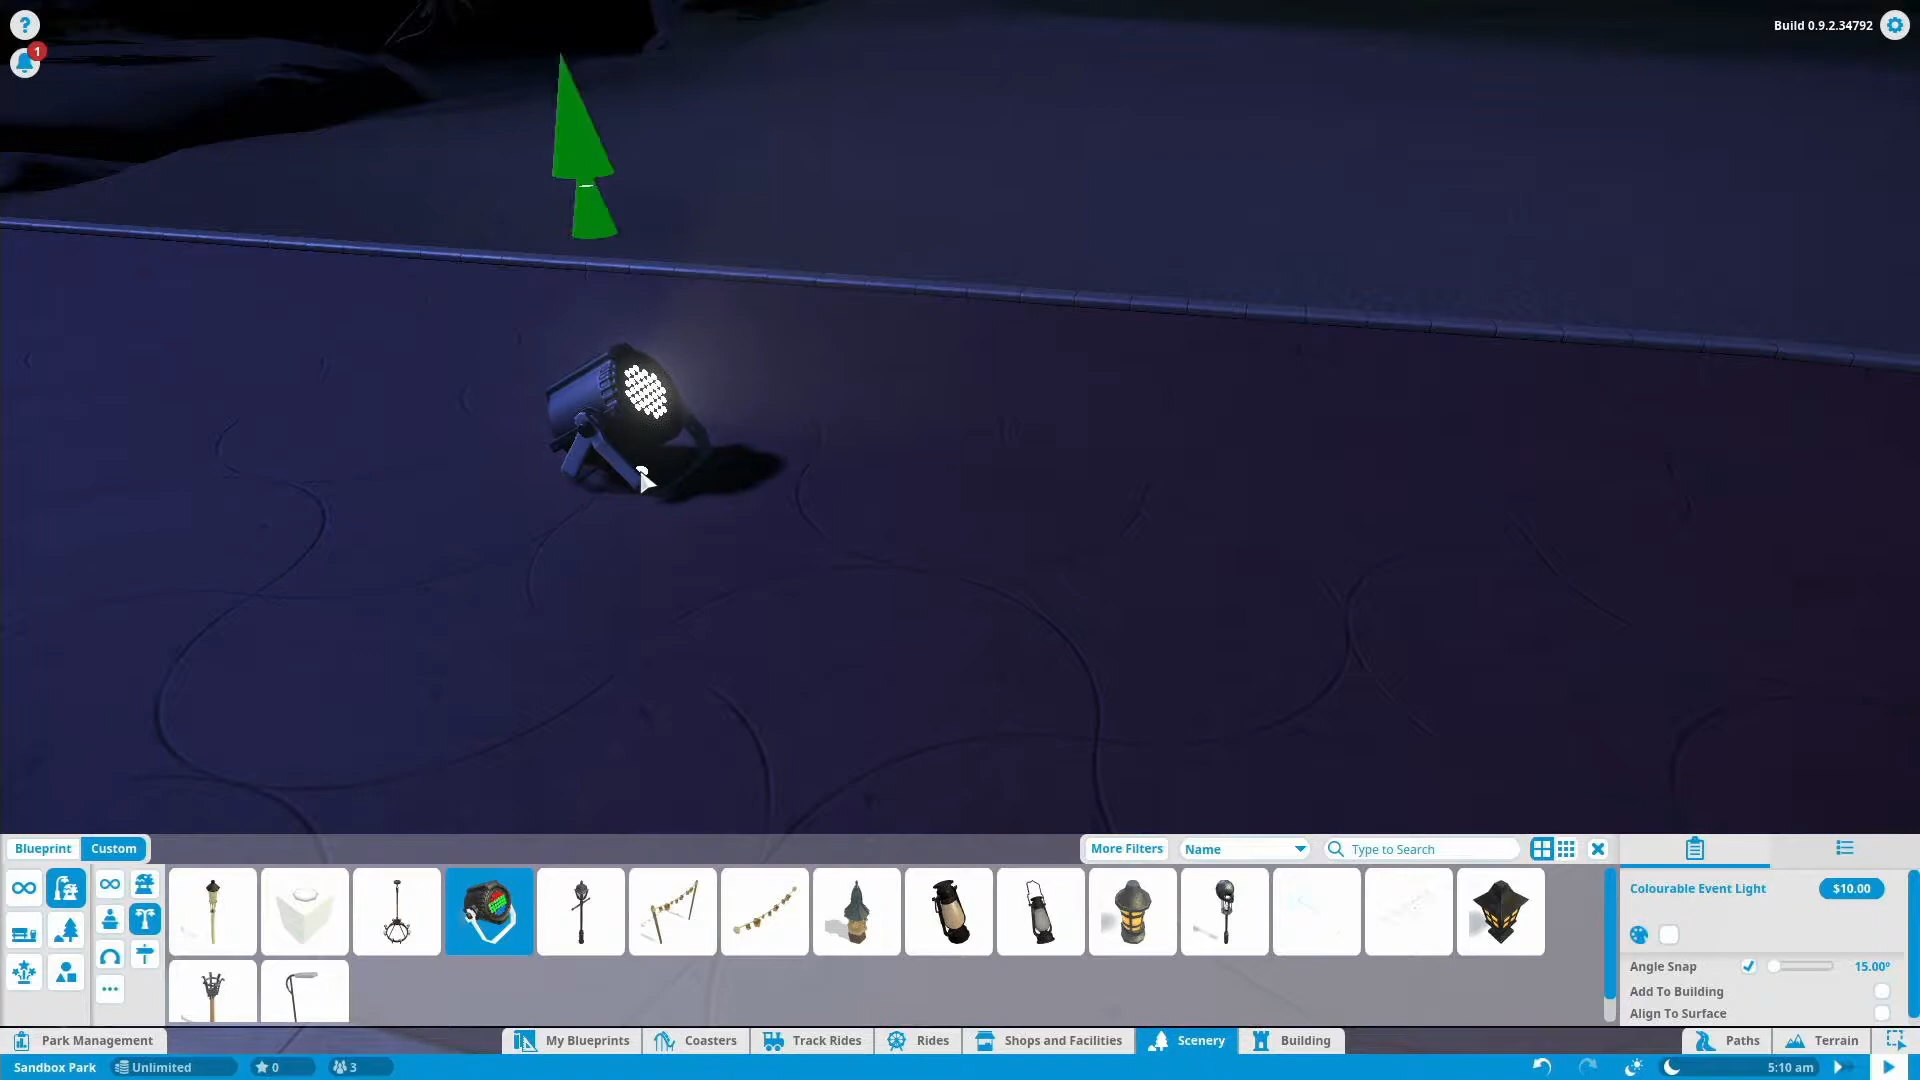 ?
1
Build 0.9.2.34792
Blueprint
Custom
More Filters
Name
Type to Search
Colourable Event Light
$10.00
Angle Snap
15.00°
Add To Building
Align To Surface
Park Management
My Blueprints
Coasters
Track Rides
Rides
Shops and Facilities
Scenery
Building
Paths
Terrain
Sandbox Park
Unlimited
0
3
5:10 am